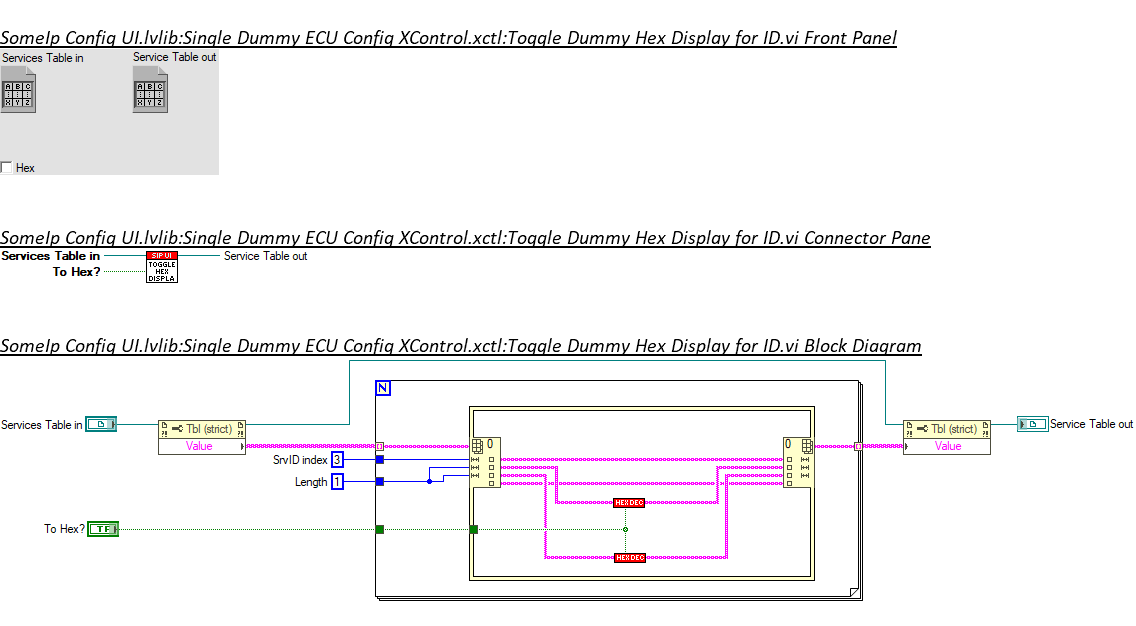 SomeIp Config UI.lvlib:Single Dummy ECU Config XControl.xctl:Toggle Dummy Hex Display for ID.vi Front Panel
Services Table in
Service Table out
A B C
X Y Z
A B C
X Y Z
Hex
SomeIp Config UI.lvlib:Single Dummy ECU Config XControl.xctl:Toggle Dummy Hex Display for ID.vi Connector Pane
Services Table in
SIP UI
Service Table out
To Hex?
TOGGLE
HEX
DISPLA
SomeIp Config UI.lvlib:Single Dummy ECU Config XControl.xctl:Toggle Dummy Hex Display for ID.vi Block Diagram
N
Services Table in
Tbl (strict)
Value
Tbl (strict)
Value
Service Table out
0
0
SrvID index
3
Length
1
HEX DEC
To Hex?
TF
HEX DEC